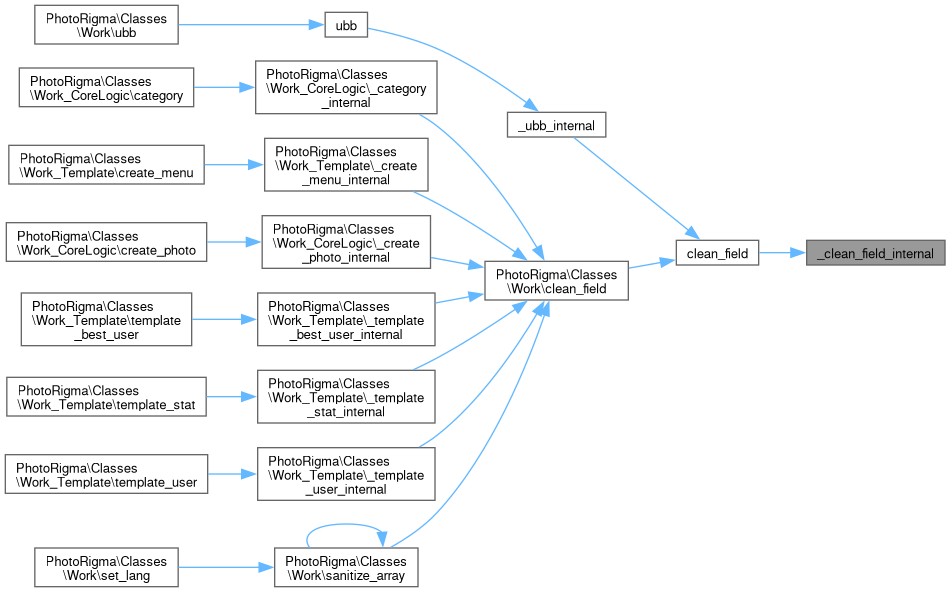 PhotoRigma\Classes
\Work\ubb
ubb
PhotoRigma\Classes
\Work_CoreLogic\category
PhotoRigma\Classes
\Work_CoreLogic\_category
_internal
_ubb_internal
PhotoRigma\Classes
\Work_Template\create_menu
PhotoRigma\Classes
\Work_Template\_create
_menu_internal
PhotoRigma\Classes
\Work_CoreLogic\create_photo
PhotoRigma\Classes
\Work_CoreLogic\_create
_photo_internal
clean_field
_clean_field_internal
PhotoRigma\Classes
\Work\clean_field
PhotoRigma\Classes
\Work_Template\template
_best_user
PhotoRigma\Classes
\Work_Template\_template
_best_user_internal
PhotoRigma\Classes
\Work_Template\template_stat
PhotoRigma\Classes
\Work_Template\_template
_stat_internal
PhotoRigma\Classes
\Work_Template\template_user
PhotoRigma\Classes
\Work_Template\_template
_user_internal
PhotoRigma\Classes
\Work\set_lang
PhotoRigma\Classes
\Work\sanitize_array